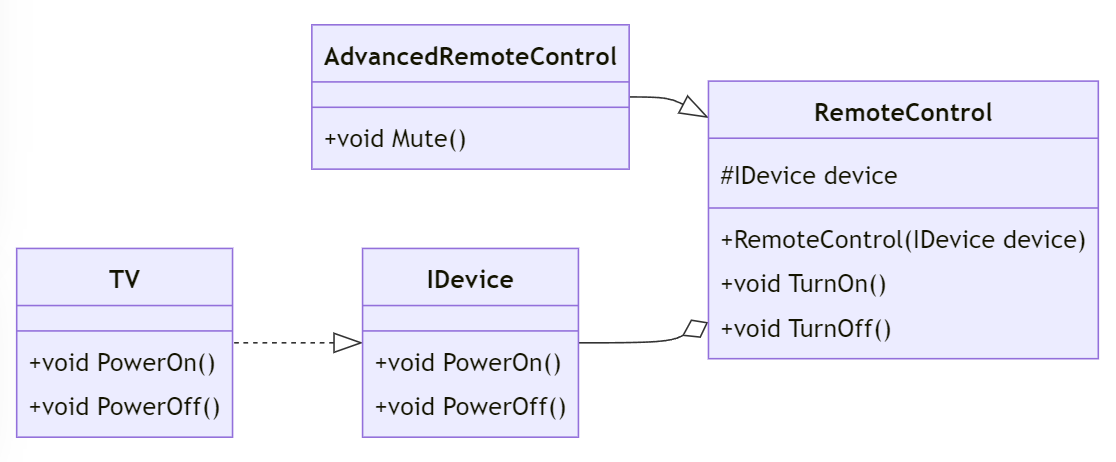 AdvancedRemoteControl
+void Mute()
RemoteControl
#IDevice device
+RemoteControl(IDevice device)
+void TurnOn()
+void TurnOff()
TV
+void PowerOn()
+void PowerOff()
IDevice
+void PowerOn()
+void PowerOff()